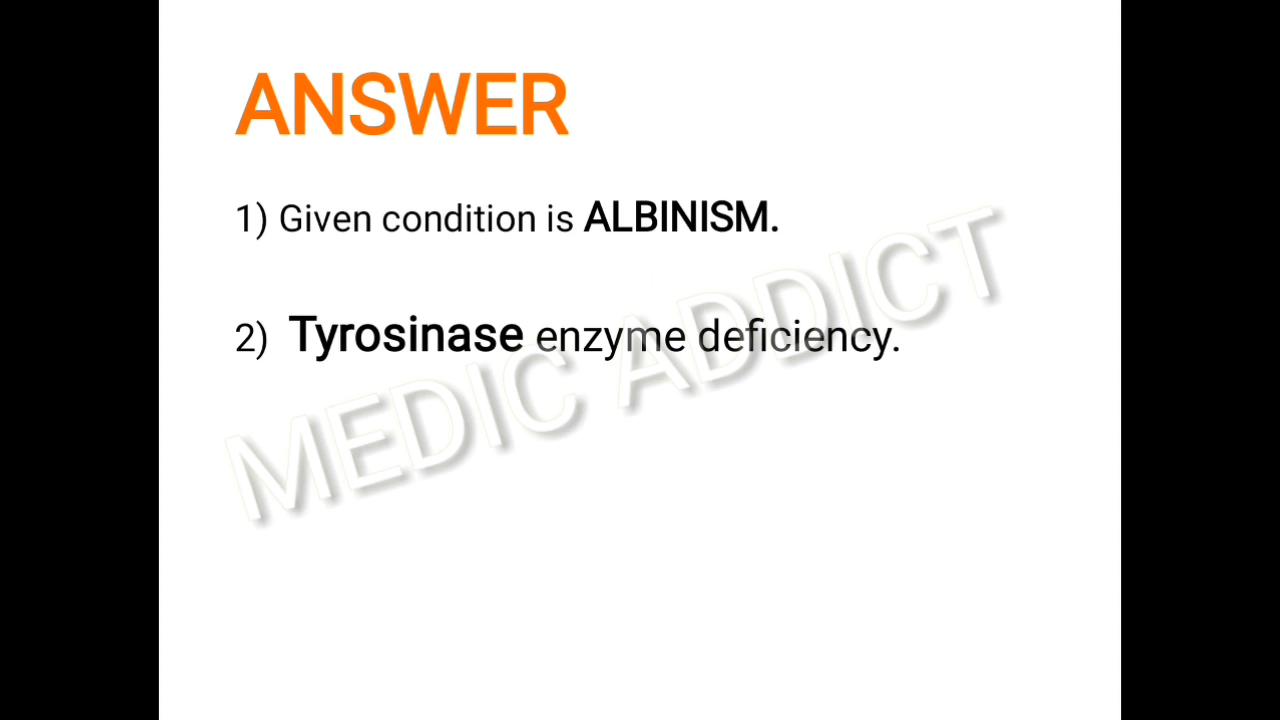 ANSWER
1) Given condition is ALBINISM.
2) Tyrosinase enzyme deficiency.
MEDIC ADDICT